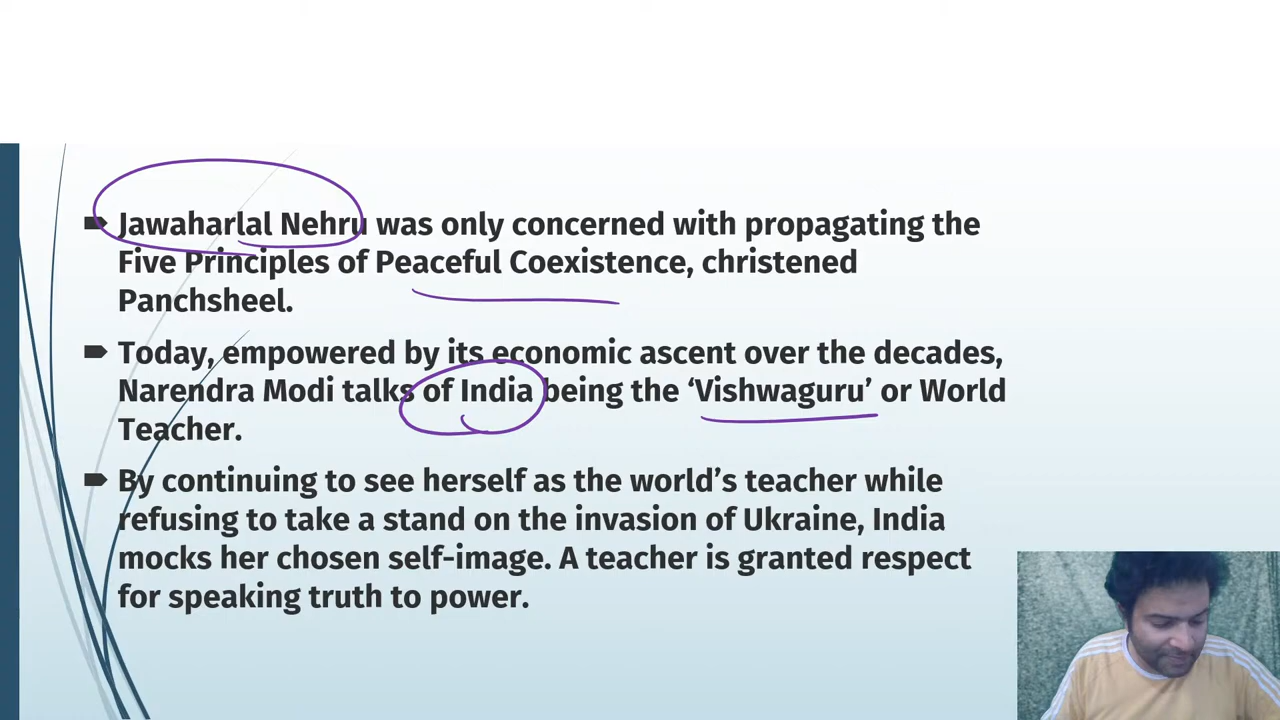 Jawaharlal Nehru was only concerned with propagating the
Five Principles of Peaceful Coexistence, christened
Panchsheel.
Today, empowered by its economic ascent over the decades,
Narendra Modi talks of India being the ‘Vishwaguru’ or World
Teacher.
By continuing to see herself as the world’s teacher while
refusing to take a stand on the invasion of Ukraine, India
mocks her chosen self-image. A teacher is granted respect
for speaking truth to power.